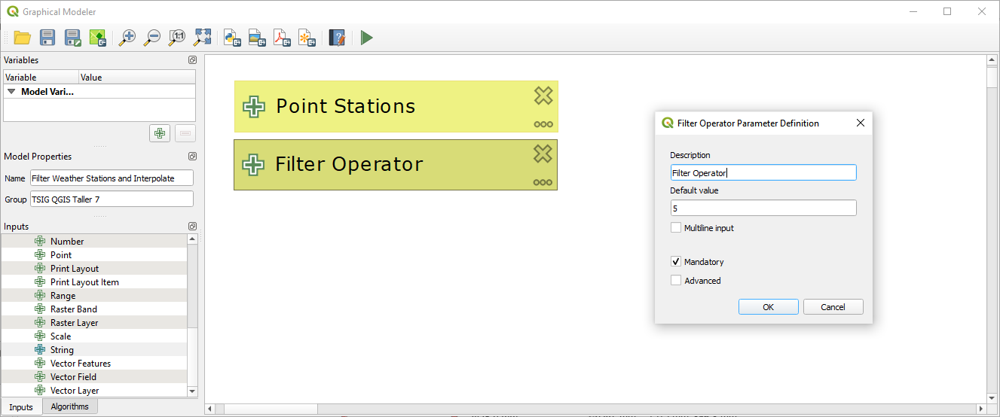 Graphical Modeler
1:1
Variables
Variable Value
Model Vari...
Model Properties
Name Filter Weather Stations and Interpolate
Group TSIG QGIS Taller 7
Inputs
Number
Point
Print Layout
Print Layout Item
Range
Raster Band
Raster Layer
Scale
String
Vector Features
Vector Field
Vector Layer
Inputs Algorithms
Point Stations
Filter Operator
Filter Operator Parameter Definition
Description
Filter Operator
Default value
5
Multiline input
Mandatory
Advanced
OK Cancel